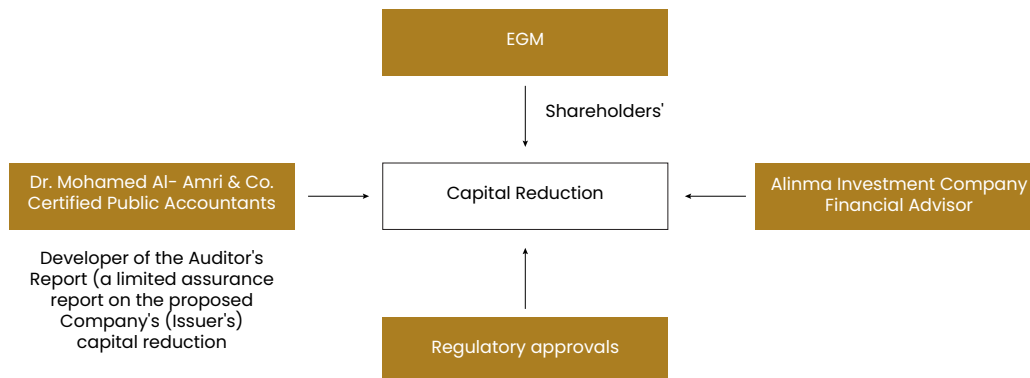 EGM
Shareholders'
Dr. Mohamed Al- Amri & Co.
Certified Public Accountants
Capital Reduction
Alinma Investment Company
Financial Advisor
Developer of the Auditor's
Report (a limited assurance
report on the proposed
Company's (Issuer's)
capital reduction
Regulatory approvals